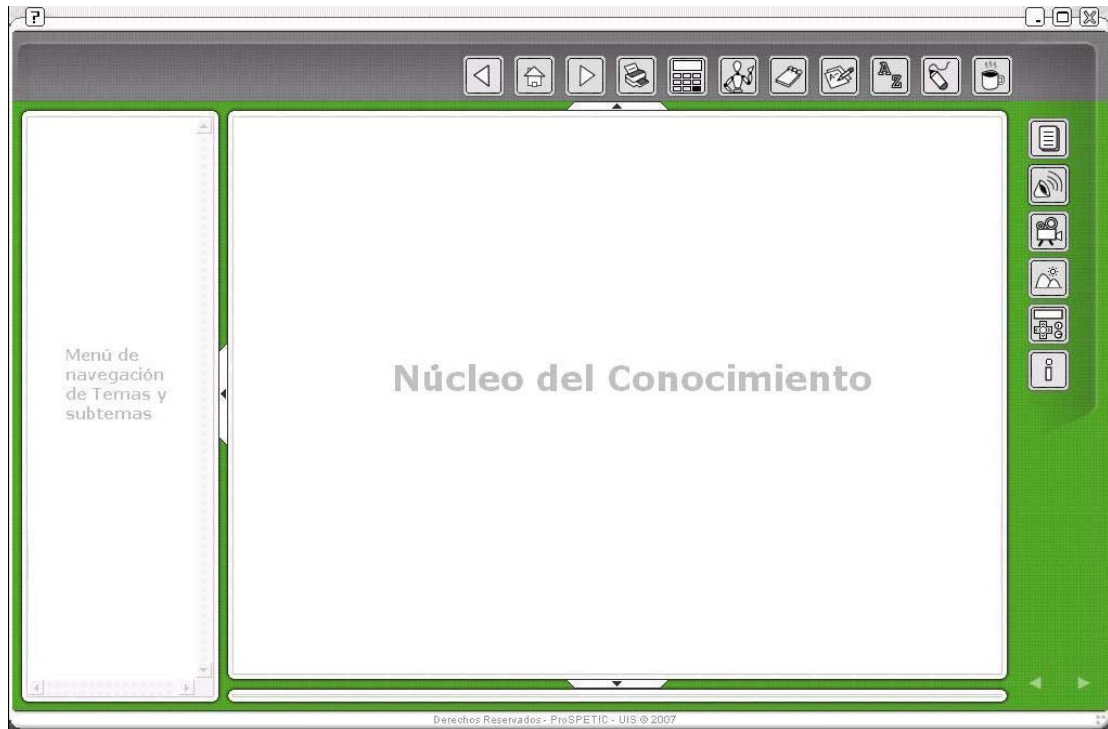 ?
A
Z
Menú de
navegación
de Temas y
subtemas
Núcleo del Conocimiento
i
Derechos Reservados - ProSPETIC - UIS © 2007